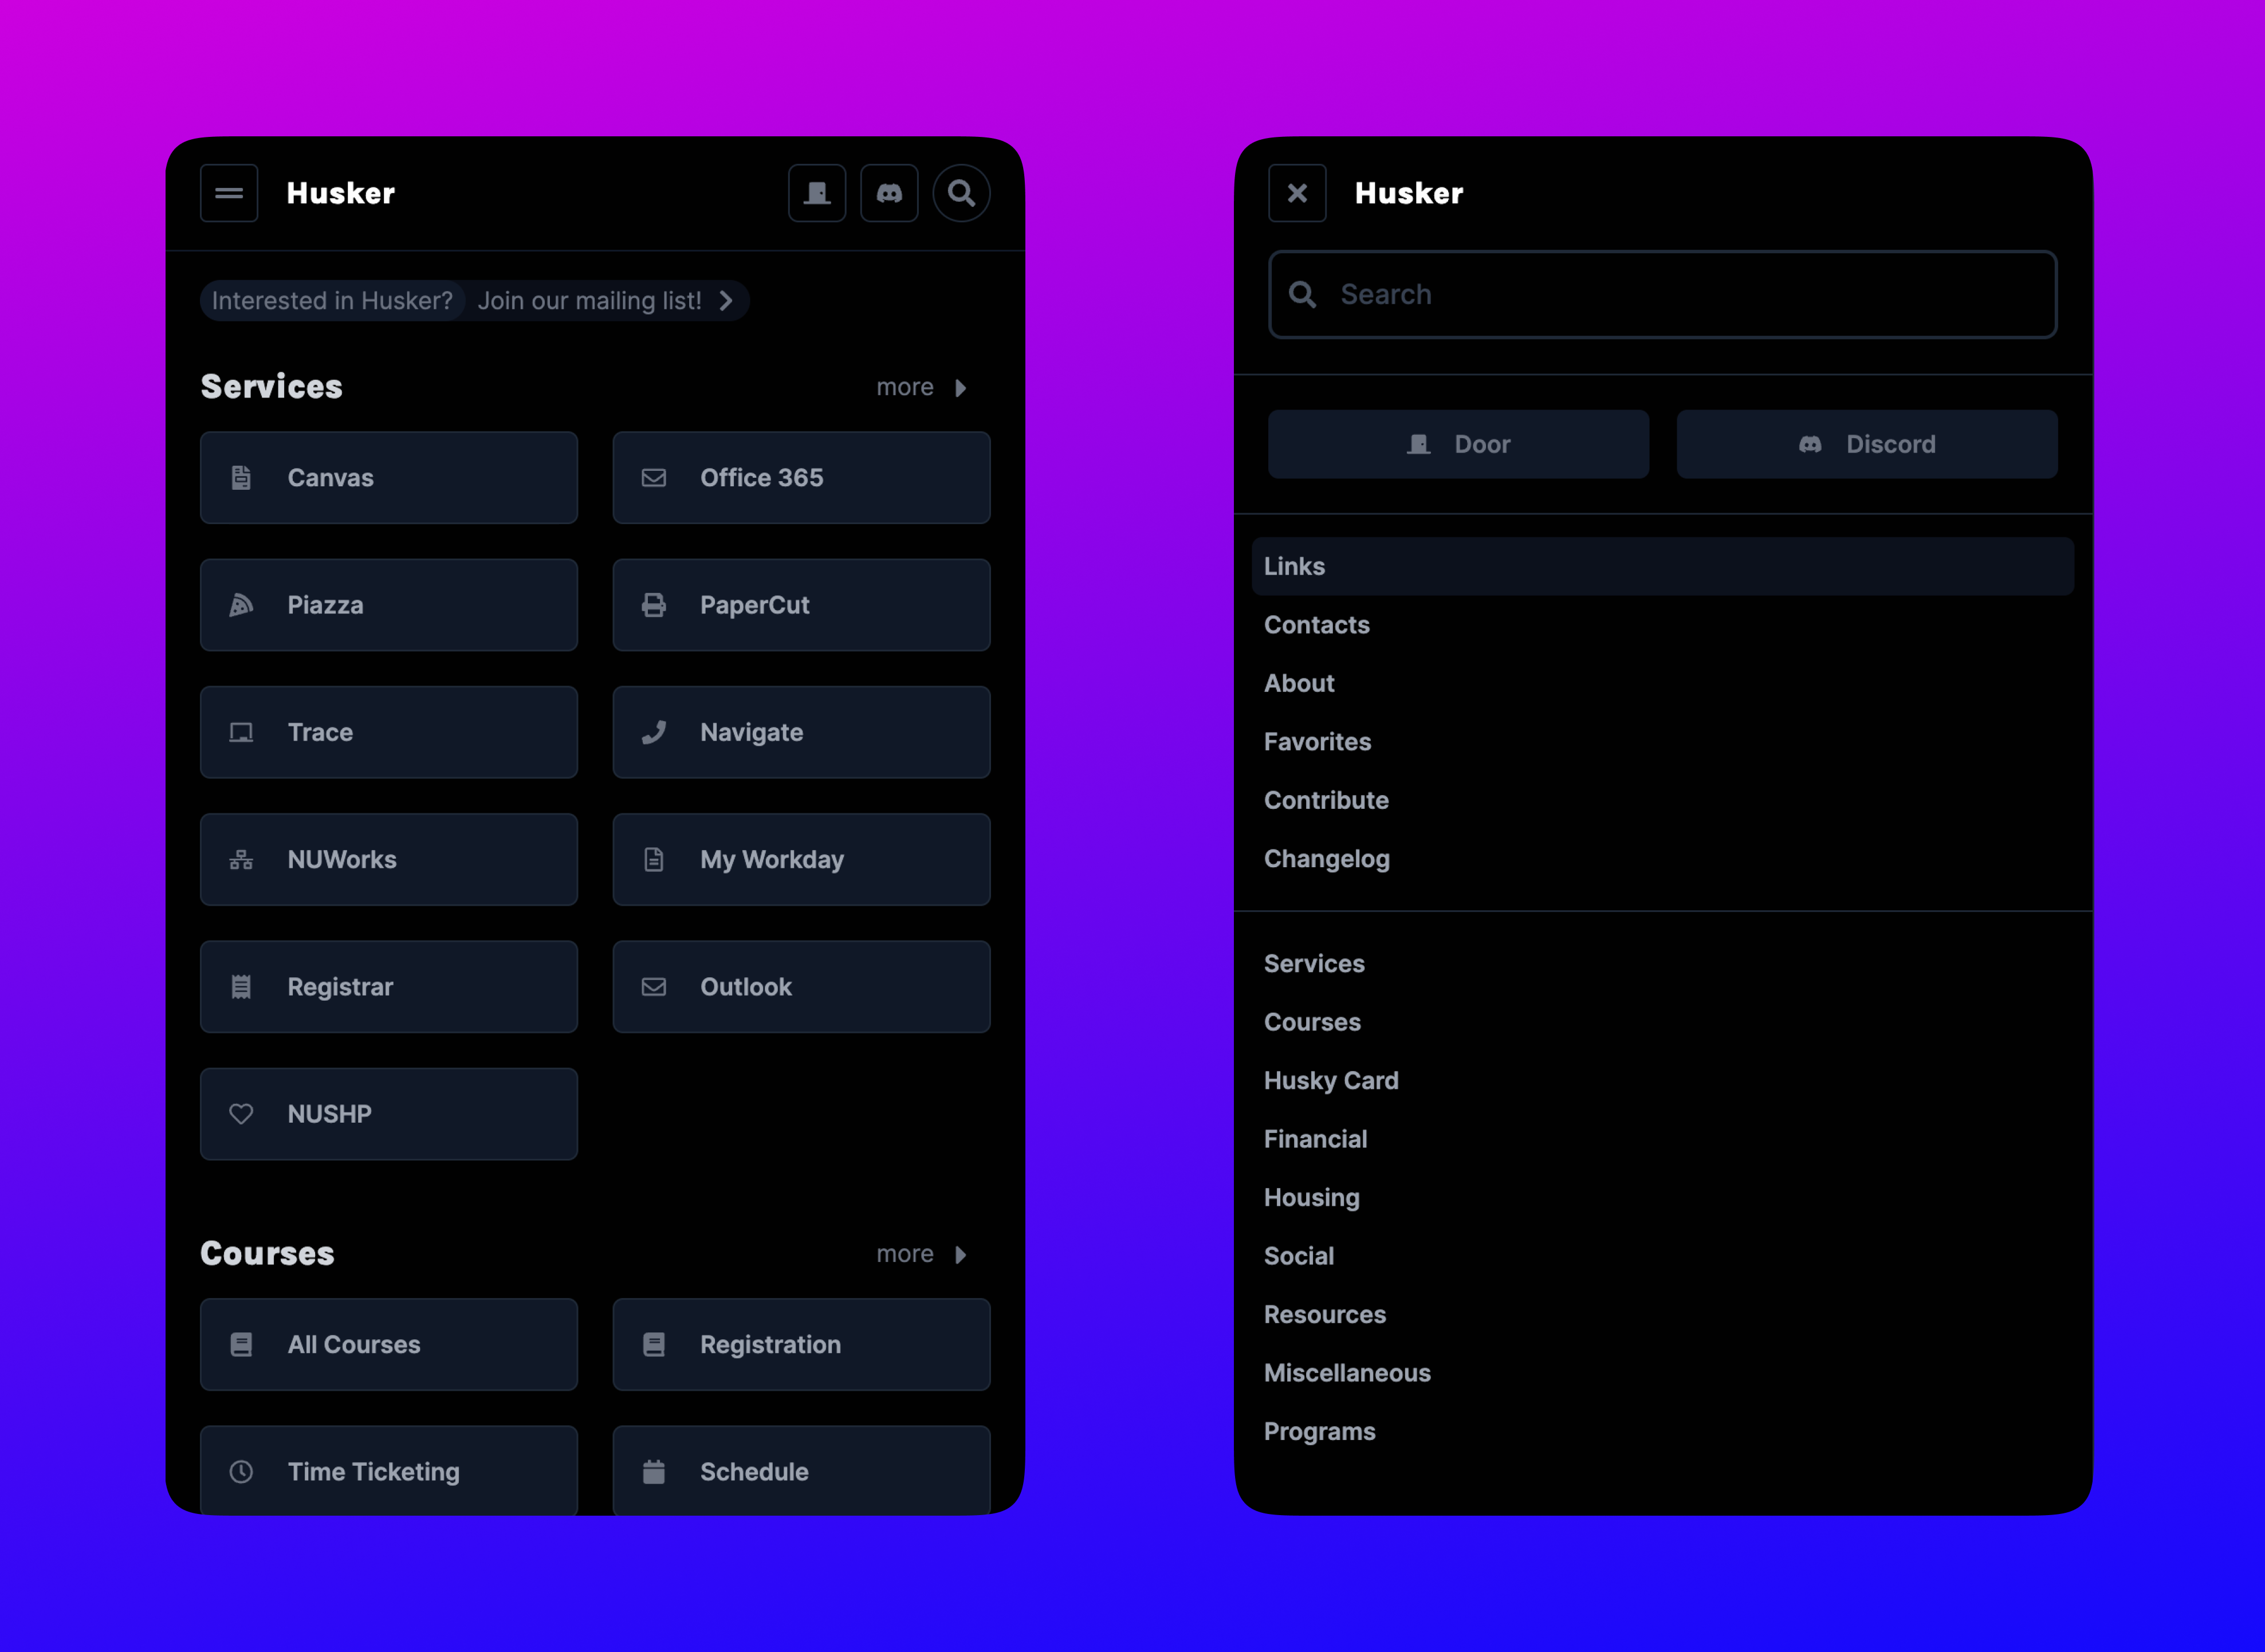 Husker
Interested in Husker? Join our mailing list!
Services more
Canvas Office 365
Piazza PaperCut
Trace Navigate
NUWorks My Workday
Registrar Outlook
NUSHP
Courses more
All Courses Registration
Time Ticketing Schedule
Husker
Search
Door Discord
Links
Contacts
About
Favorites
Contribute
Changelog
Services
Courses
Husky Card
Financial
Housing
Social
Resources
Miscellaneous
Programs